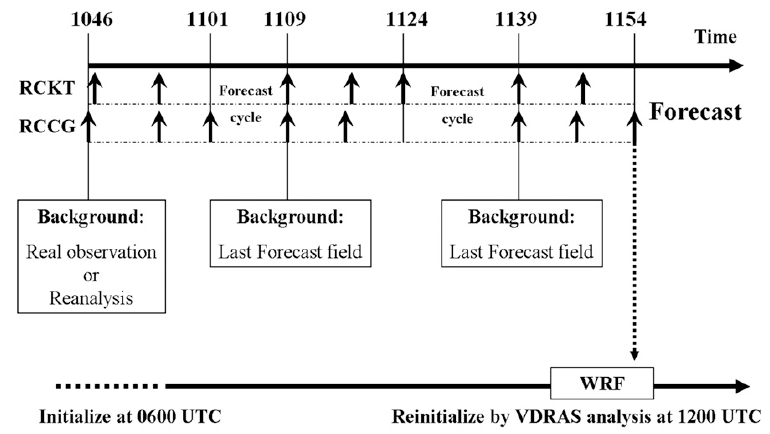 1046 1101 1109 1124 1139 1154
Time
RCKT
Forecast
cycle
Forecast
cycle
Forecast
RCCG
Background:
Real observation
or
Reanalysis
Background:
Last Forecast field
Background:
Last Forecast field
WRF
Initialize at 0600 UTC
Reinitialize by VDRAS analysis at 1200 UTC